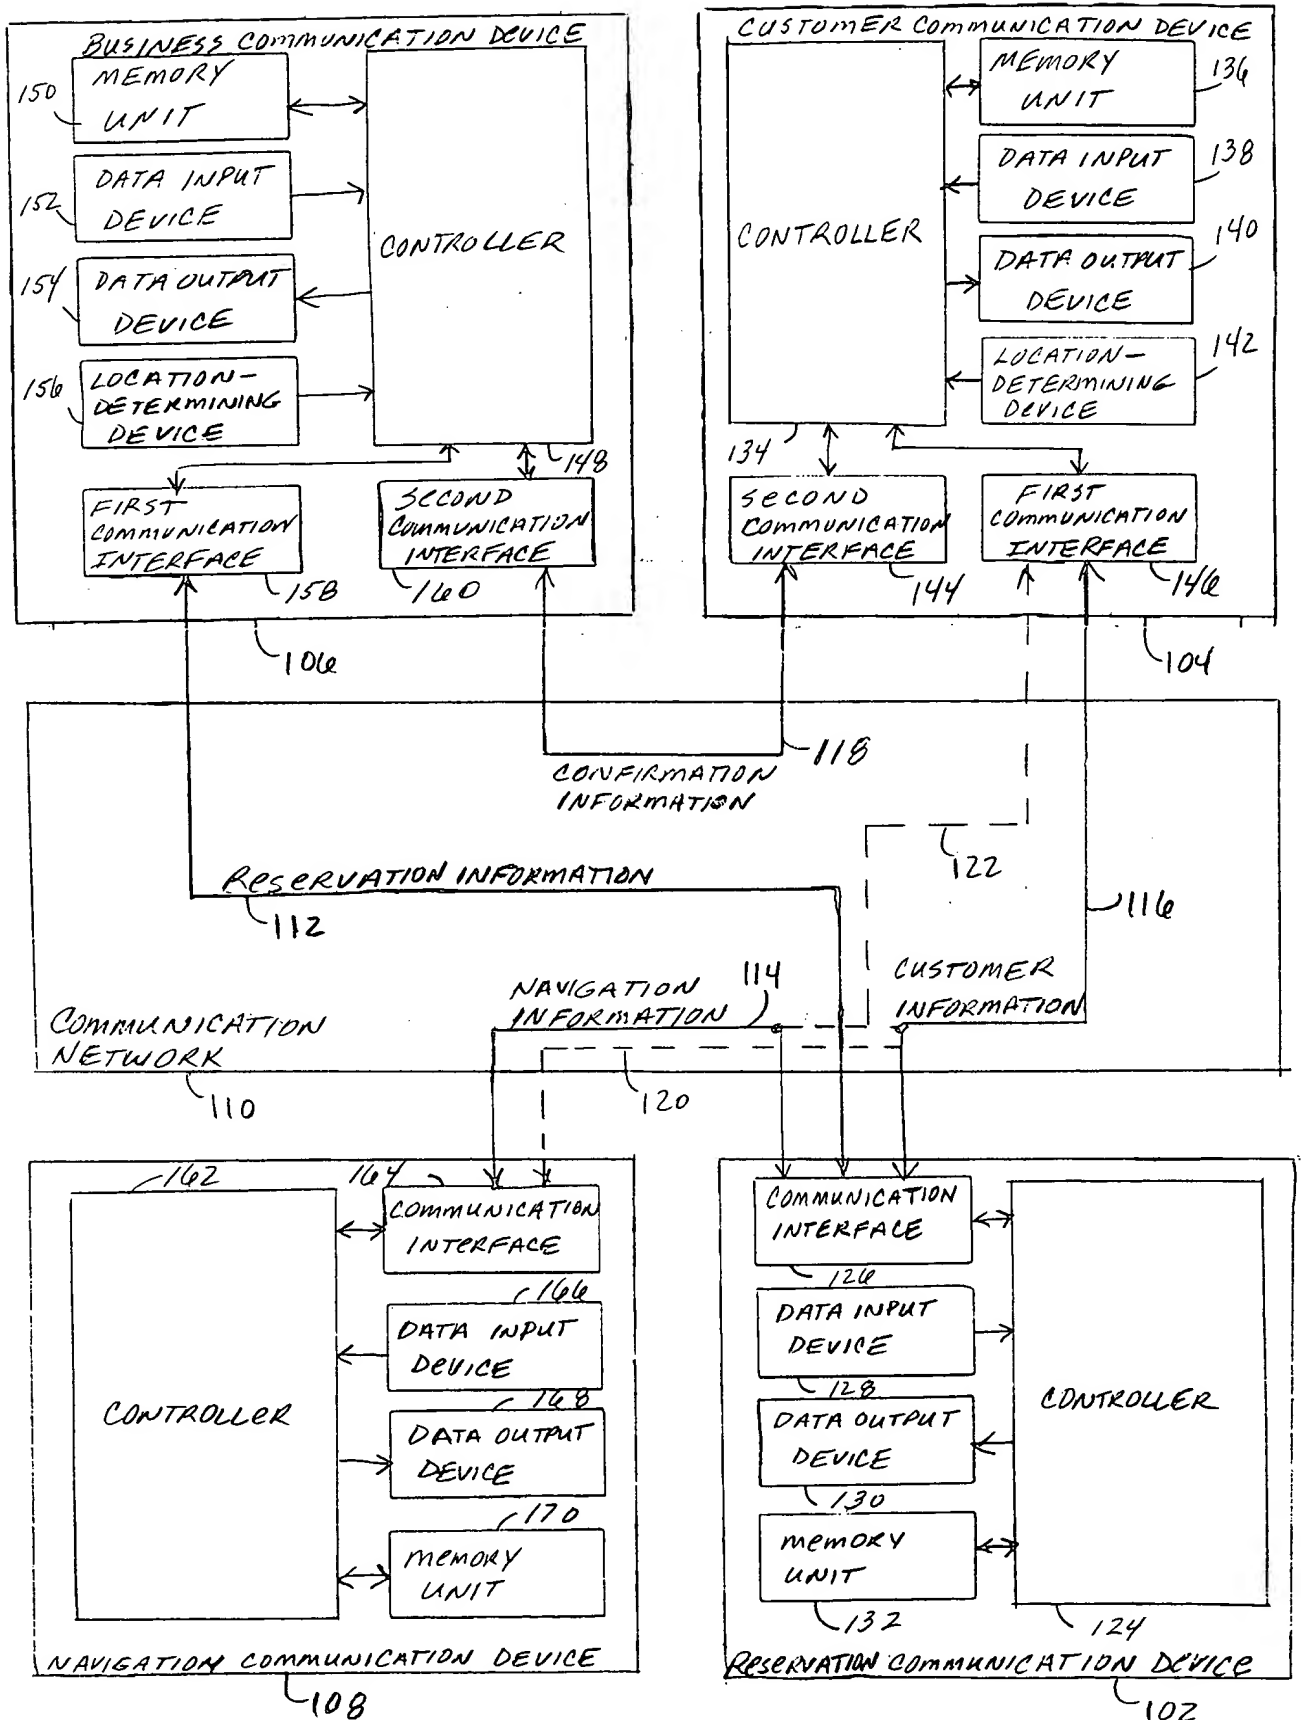 BUSINESS COMMUNICATION DEVICE
150
MEMORY
UNIT
152
DATA INPUT
DEVICE
154
DATA OUTPUT
DEVICE
156
LOCATION-
DETERMINING
DEVICE
CONTROLLER
148
FIRST
COMMUNICATION
INTERFACE
158
SECOND
COMMUNICATION
INTERFACE
160
106
CUSTOMER COMMUNICATION DEVICE
CONTROLLER
134
MEMORY
UNIT
136
DATA INPUT
DEVICE
138
DATA OUTPUT
DEVICE
140
LOCATION-
DETERMINING
DEVICE
142
SECOND
COMMUNICATION
INTERFACE
144
FIRST
COMMUNICATION
INTERFACE
146
104
118
CONFIRMATION
INFORMATION
122
RESERVATION INFORMATION
112
116
NAVIGATION
INFORMATION
114
CUSTOMER
INFORMATION
COMMUNICATION
NETWORK
110
120
162
164
COMMUNICATION
INTERFACE
166
DATA INPUT
DEVICE
168
CONTROLLER
DATA OUTPUT
DEVICE
170
MEMORY
UNIT
NAVIGATION COMMUNICATION DEVICE
108
COMMUNICATION
INTERFACE
126
DATA INPUT
DEVICE
128
DATA OUTPUT
DEVICE
130
CONTROLLER
MEMORY
UNIT
132
124
RESERVATION COMMUNICATION DEVICE
102